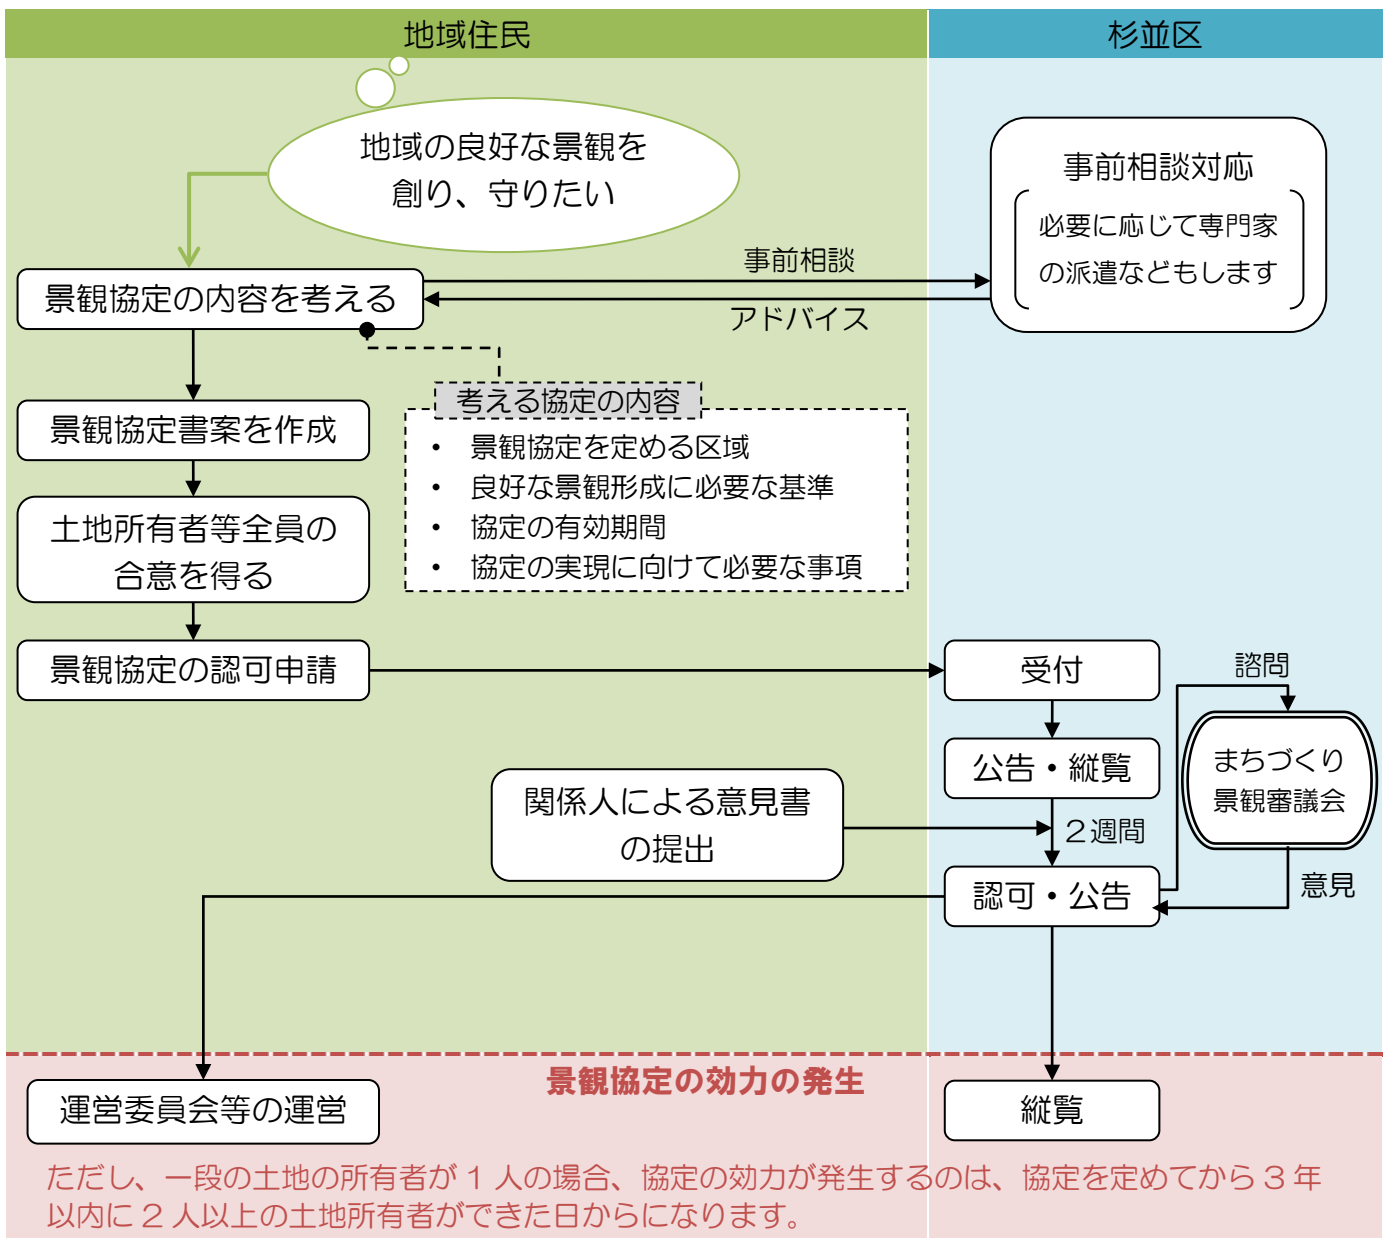 地域住民
杉並区
地域の良好な景観を
創り、守りたい
事前相談対応
必要に応じて専門家
の派遣などもします
事前相談
アドバイス
景観協定の内容を考える
考える協定の内容
• 景観協定を定める区域
• 良好な景観形成に必要な基準
• 協定の有効期間
• 協定の実現に向けて必要な事項
景観協定書案を作成
土地所有者等全員の
合意を得る
景観協定の認可申請
受付
諮問
公告・縦覧
まちづくり
景観審議会
関係人による意見書
の提出
2週間
認可・公告
意見
景観協定の効力の発生
運営委員会等の運営
縦覧
ただし、一段の土地の所有者が1人の場合、協定の効力が発生するのは、協定を定めてから3年
以内に2人以上の土地所有者ができた日からになります。